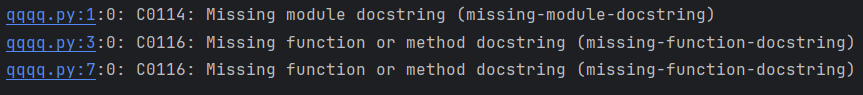 qqqq.py:1:0: C0114: Missing module docstring (missing-module-docstring)
qqqq.py:3:0: C0116: Missing function or method docstring (missing-function-docstring)
qqqq.py:7:0: C0116: Missing function or method docstring (missing-function-docstring)